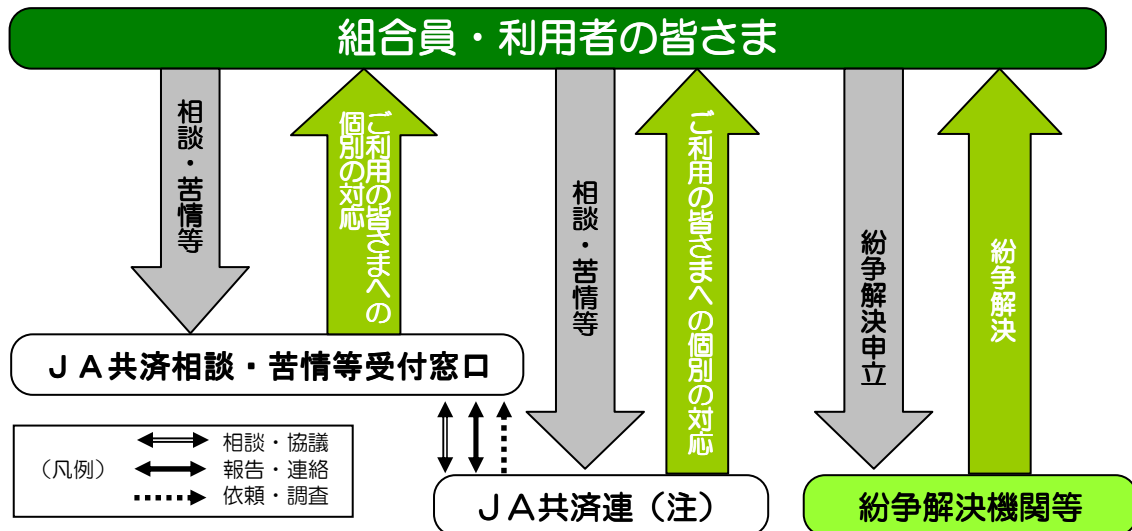 組合員・利用者の皆さま
相談・苦情等
ご利用の皆さまへの
個別の対応
相談・苦情等
ご利用の皆さまへの個別の対応
紛争解決申立
紛争解決
ＪＡ共済相談・苦情等受付窓口
（凡例）
相談・協議
報告・連絡
依頼・調査
ＪＡ共済連（注）
紛争解決機関等